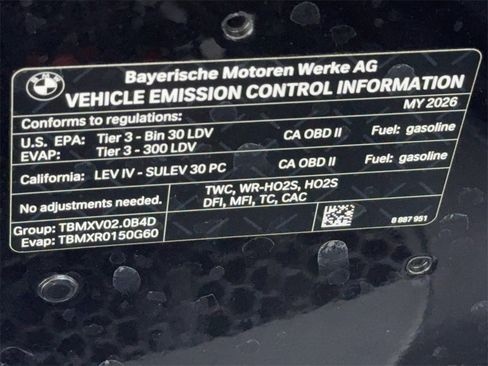 BMW
Bayerische Motoren Werke AG
VEHICLE EMISSION CONTROL INFORMATION
Conforms to regulations: MY 2026
U.S. EPA: Tier 3 - Bin 30 LDV CA OBD II Fuel: gasoline
EVAP: Tier 3 - 300 LDV
California: LEV IV - SULEV 30 PC CA OBD II Fuel: gasoline
No adjustments needed. TWC, WR-HO2S, HO2S
DFI, MFI, TC, CAC
Group: TBMXV02.0B4D
Evap: TBMXR0150G60
8 887 951